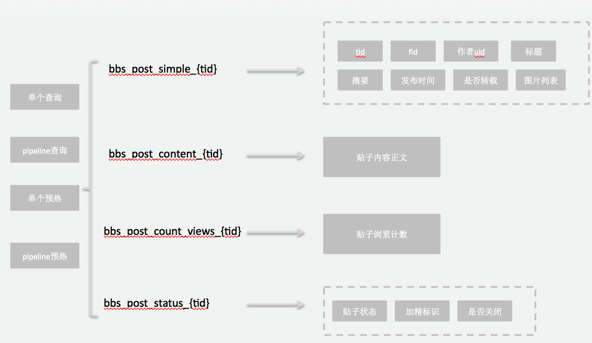 bbs_post_simple_{tid}
tid
fid
作者uid
标题
摘要
发布时间
是否转载
图片列表
单个查询
pipeline查询
单个预热
pipeline预热
bbs_post_content_{tid}
贴子内容正文
bbs_post_count_views_{tid}
贴子浏览计数
bbs_post_status_{tid}
贴子状态
加精标识
是否关闭